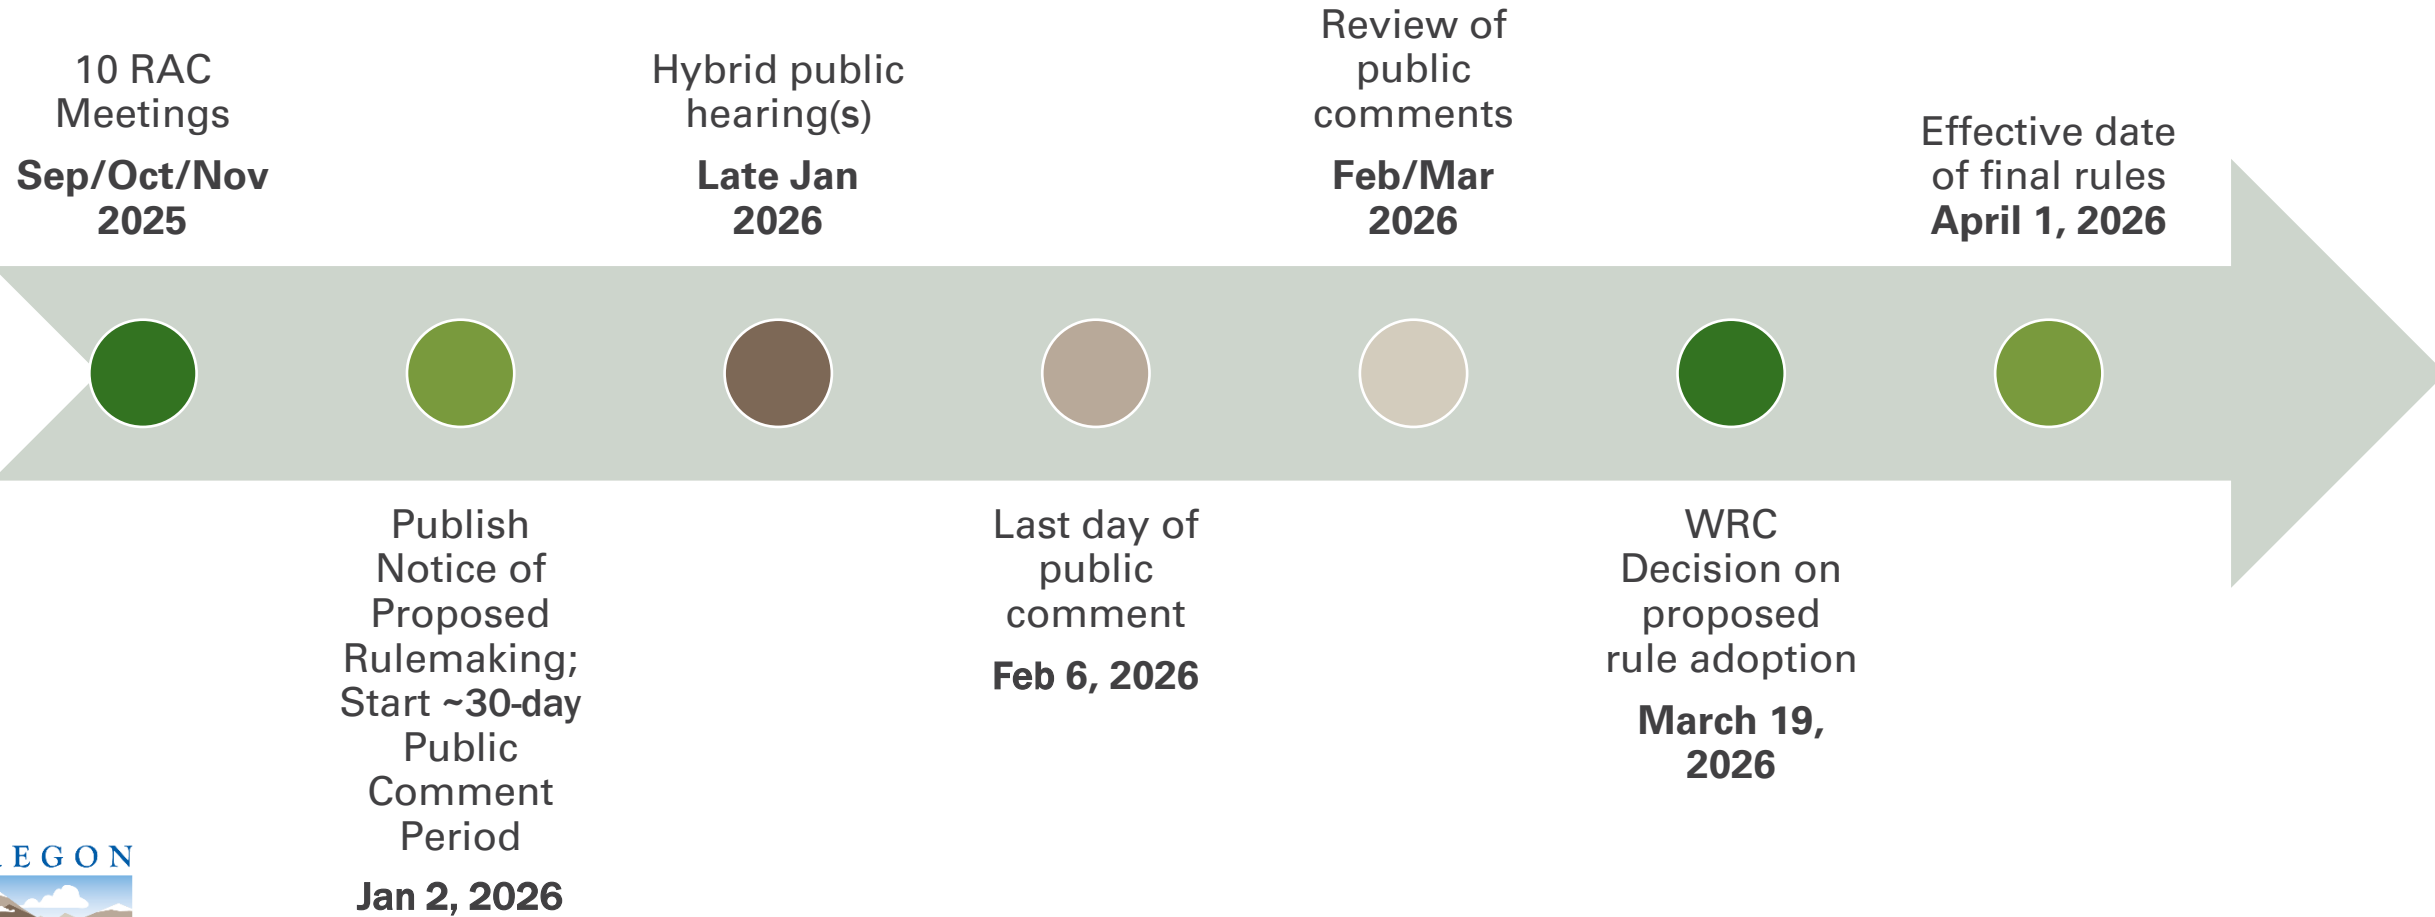 10 RAC
Meetings
Sep/Oct/Nov
2025
Publish
Notice of
Proposed
Rulemaking;
Start ~30-day
Public
Comment
Period
Jan 2, 2026
Hybrid public
hearing(s)
Late Jan
2026
Last day of
public
comment
Feb 6, 2026
Review of
public
comments
Feb/Mar
2026
WRC
Decision on
proposed
rule adoption
March 19,
2026
Effective date
of final rules
April 1, 2026
EGON